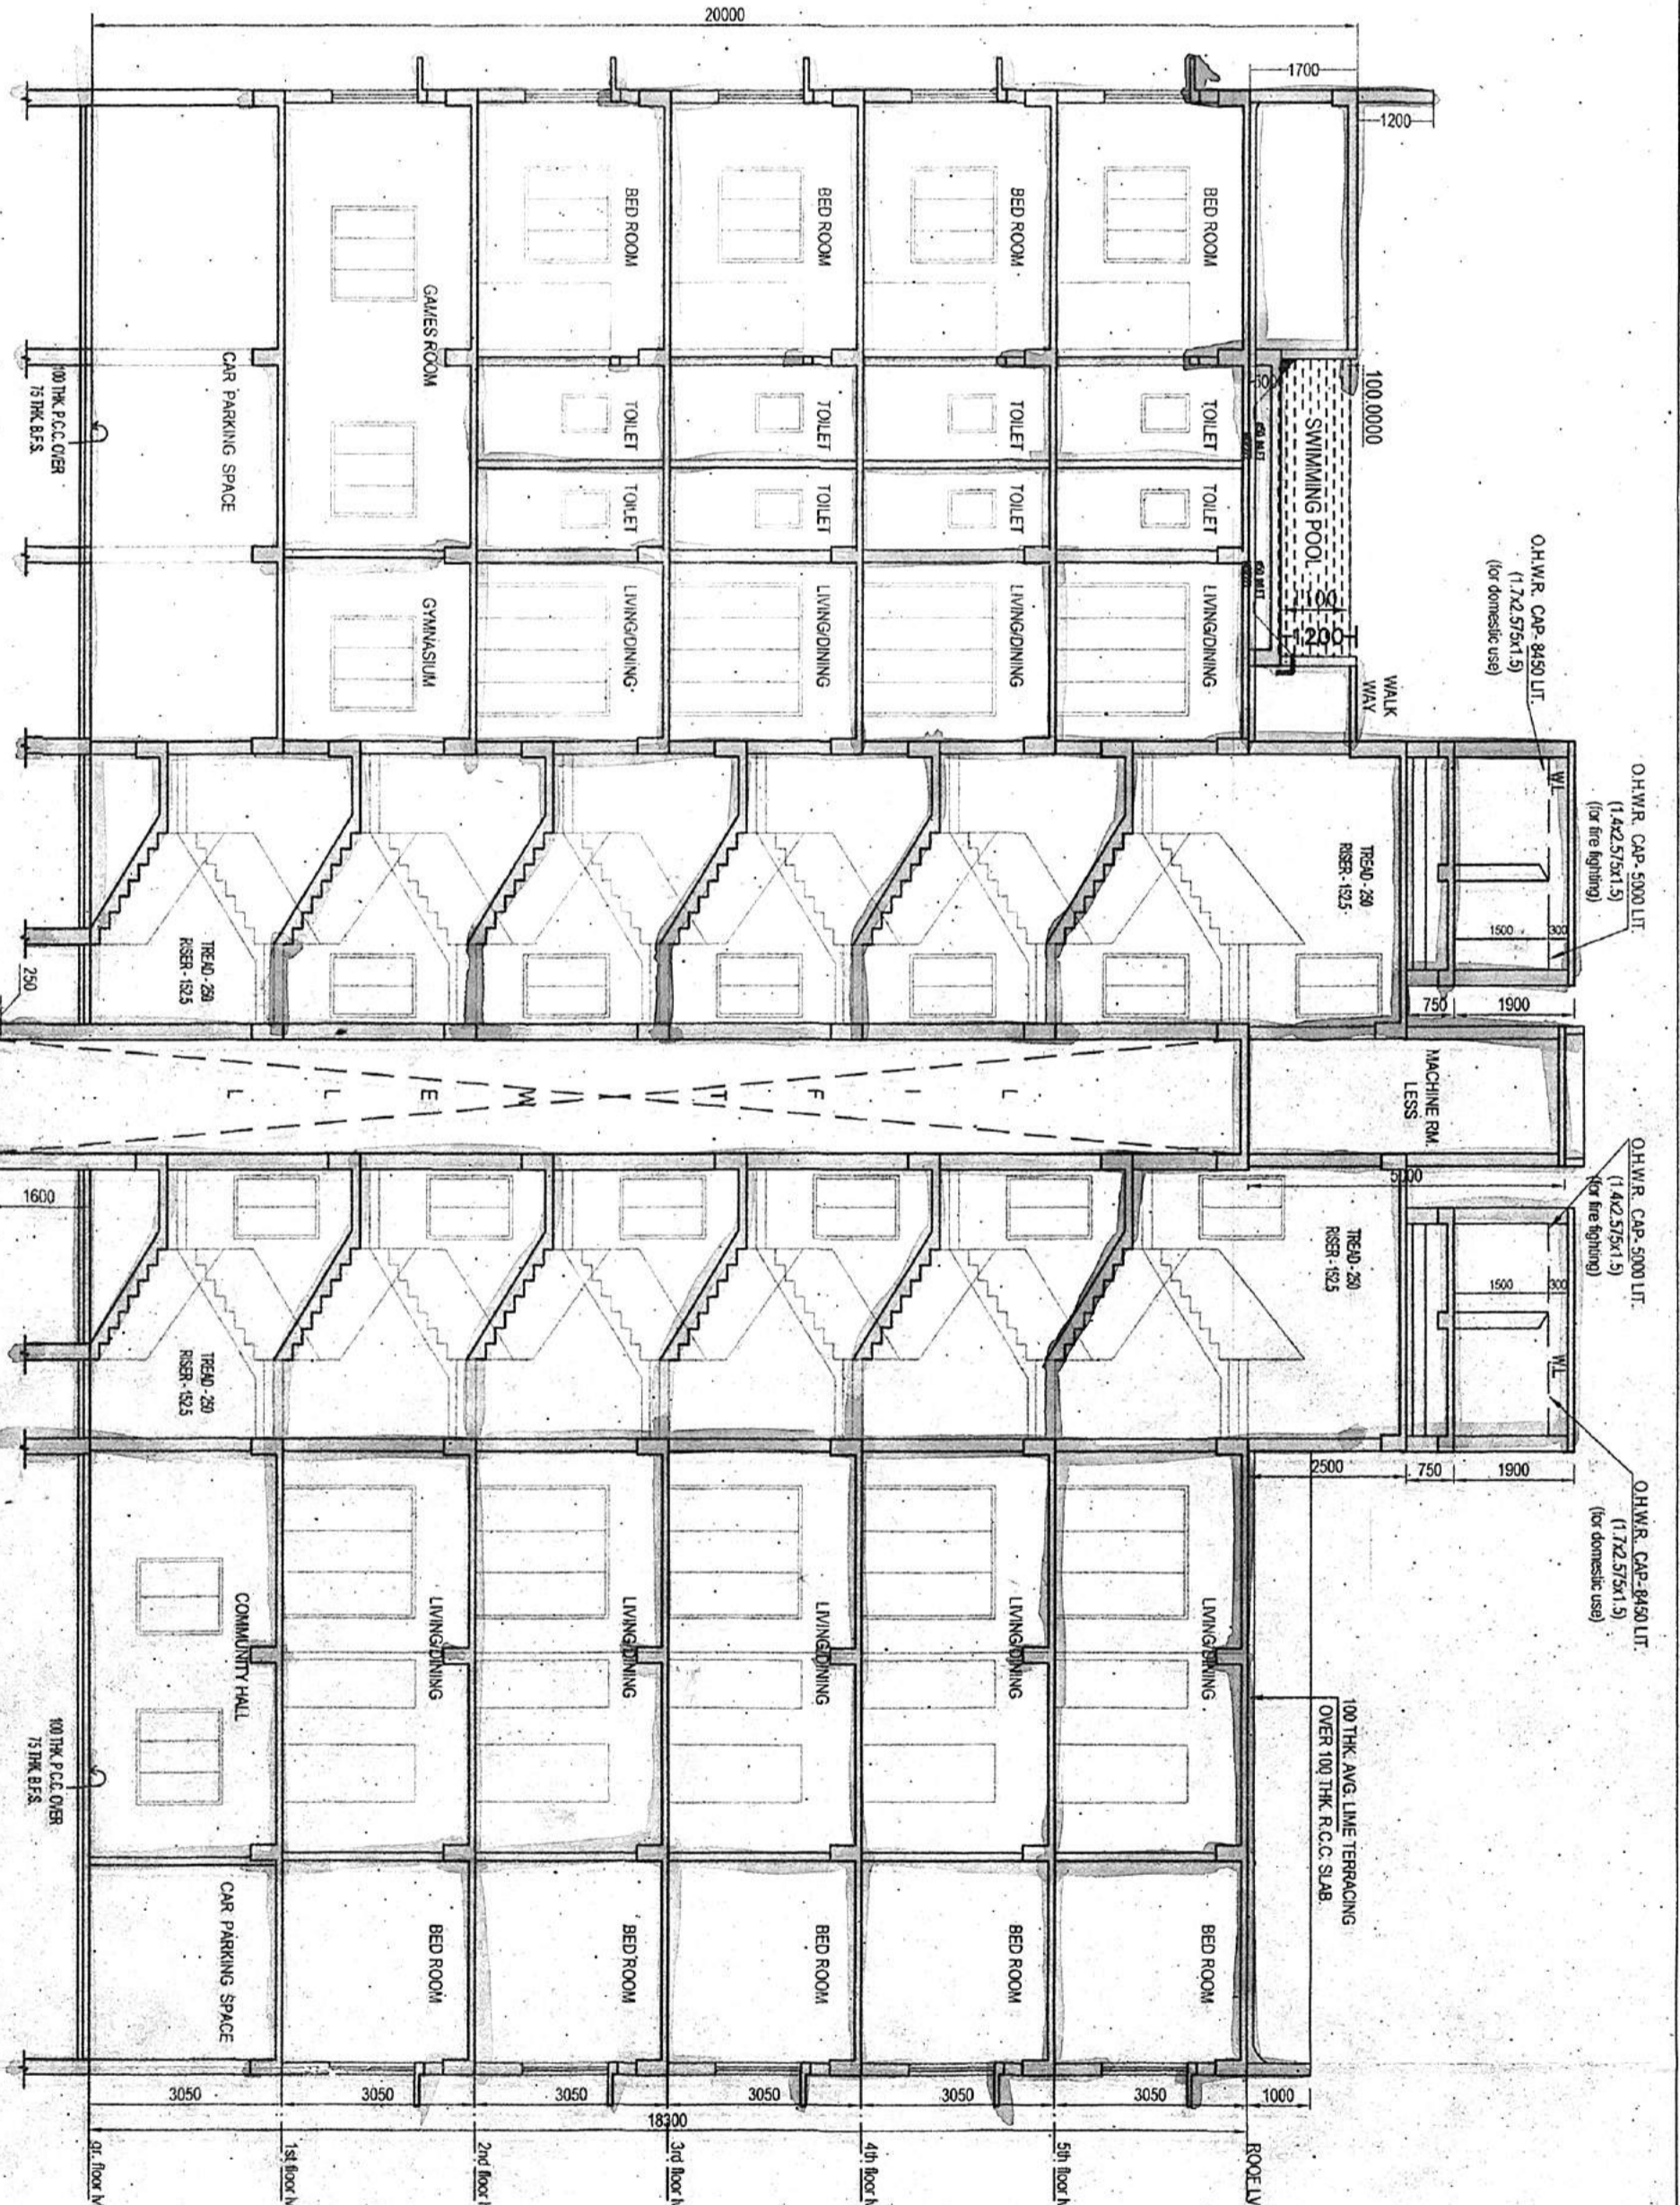 20000
1700
1200
100.0000
SWIMMING POOL
500
100
1200
WALK
WAY
O.H.W.R. CAP-8450 LIT.
(1.7x2.575x1.5)
(for domestic use)
O.H.W.R. CAP-5000 LIT.
(1.4x2.575x1.5)
(for fire fighting)
W.L
1500
300
750
1900
MACHINE RM.
LESS
5000
O.H.W.R. CAP-5000 LIT.
(1.4x2.575x1.5)
(for fire fighting)
W.L
1500
300
O.H.W.R. CAP-8450 LIT.
(1.7x2.575x1.5)
(for domestic use)
2500
750
1900
100 THK. AVG. LIME TERRACING
OVER 100 THK. R.C.C. SLAB.
1000
ROOF LV
BED ROOM
TOILET
TOILET
LIVING/DINING
TREAD - 250
RISER - 152.5
TREAD - 250
RISER - 152.5
LIVING/DINING
BED ROOM
3050
5th floor
BED ROOM
TOILET
TOILET
LIVING/DINING
LIVING/DINING
BED ROOM
3050
4th floor
BED ROOM
TOILET
TOILET
LIVING/DINING
LIVING/DINING
BED ROOM
3050
18300
3rd floor
BED ROOM
TOILET
TOILET
LIVING/DINING
LIVING/DINING
BED ROOM
3050
2nd floor
GAMES ROOM
GYMNASIUM
LIVING/DINING
BED ROOM
3050
1st floor
L I F T W E L L
CAR PARKING SPACE
TREAD - 250
RISER - 152.5
TREAD - 250
RISER - 152.5
COMMUNITY HALL
CAR PARKING SPACE
3050
gr. floor
100 THK. P.C.C. OVER
75 THK. B.F.S.
250
1600
100 THK. P.C.C. OVER
75 THK. B.F.S.